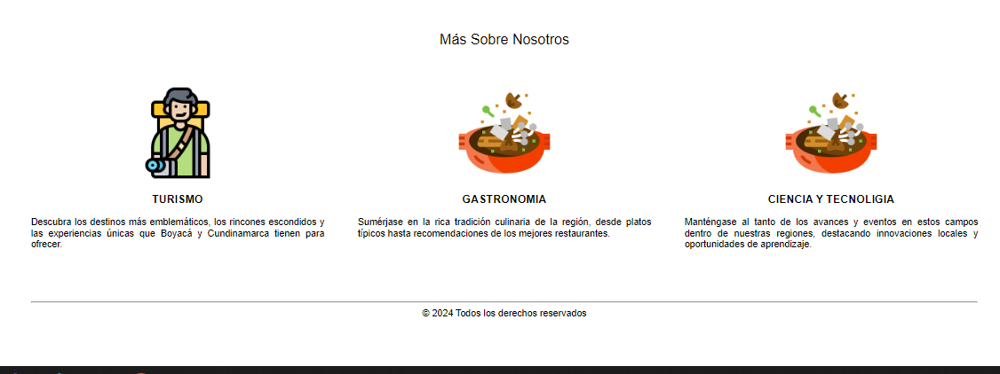 Más Sobre Nosotros
TURISMO
Descubra los destinos más emblemáticos, los rincones escondidos y
las experiencias únicas que Boyacá y Cundinamarca tienen para
ofrecer.
GASTRONOMIA
Sumérjase en la rica tradición culinaria de la región, desde platos
típicos hasta recomendaciones de los mejores restaurantes.
CIENCIA Y TECNOLIGIA
Manténgase al tanto de los avances y eventos en estos campos
dentro de nuestras regiones, destacando innovaciones locales y
oportunidades de aprendizaje.
© 2024 Todos los derechos reservados